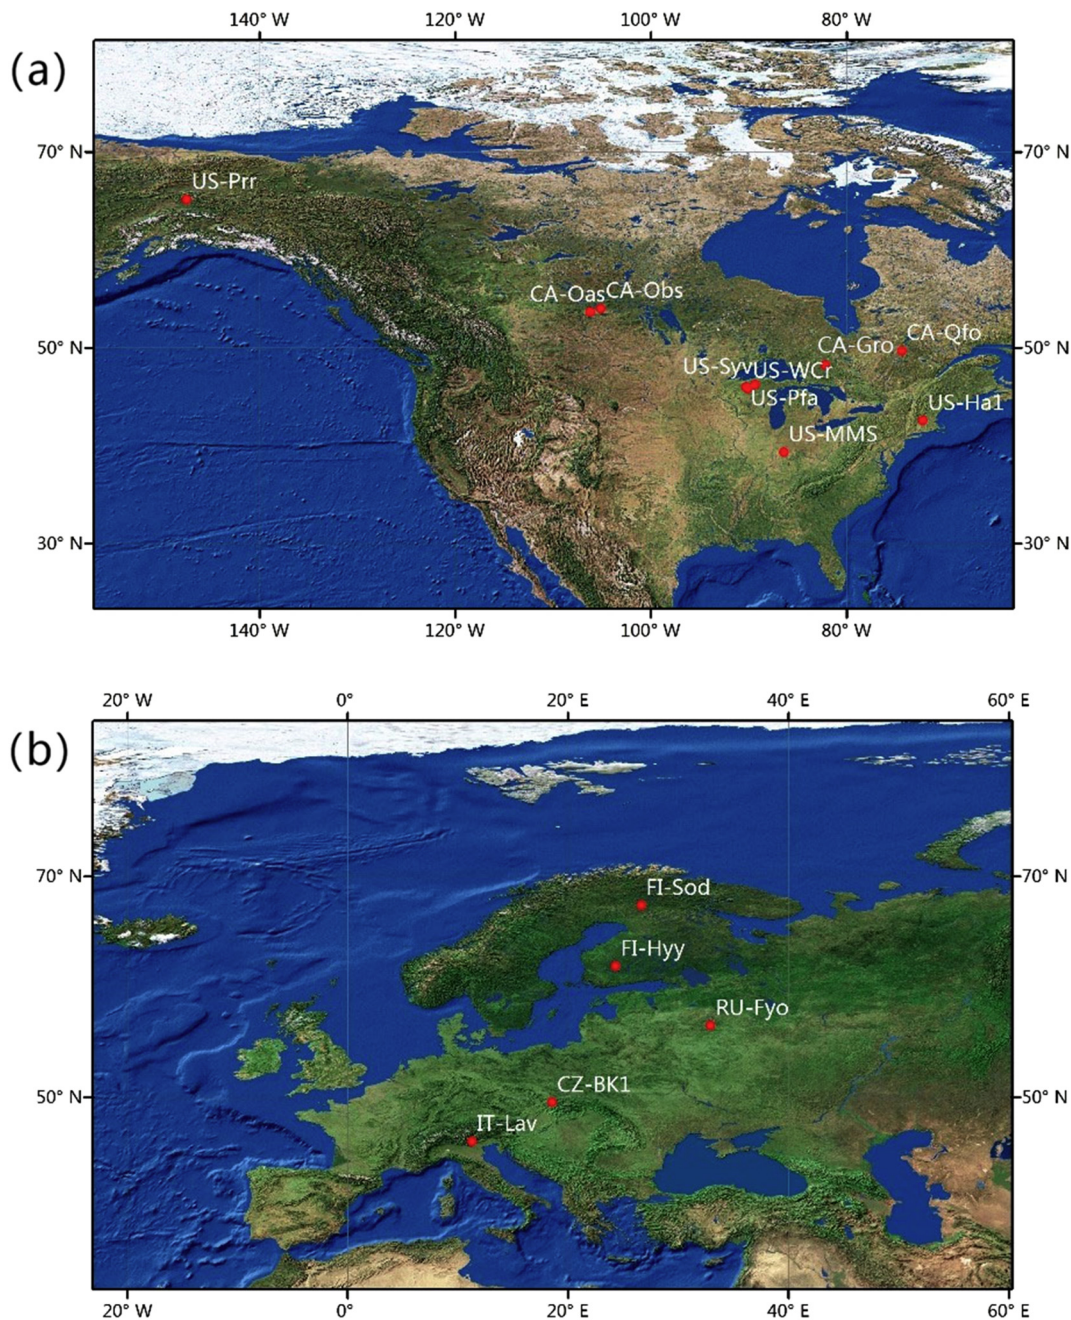 140° W 120° W 100° W 80° W
(a)
70° N 70° N
US-Prr
CA-Oas CA-Obs
CA-Qfo
50° N CA-Gro 50° N
US-Syv US-WCr
US-Pfa
US-Ha1
US-MMS
30° N 30° N
140° W 120° W 100° W 80° W
20° W 0° 20° E 40° E 60° E
(b)
70° N 70° N
FI-Sod
FI-Hyy
RU-Fyo
CZ-BK1
50° N 50° N
IT-Lav
20° W 0° 20° E 40° E 60° E